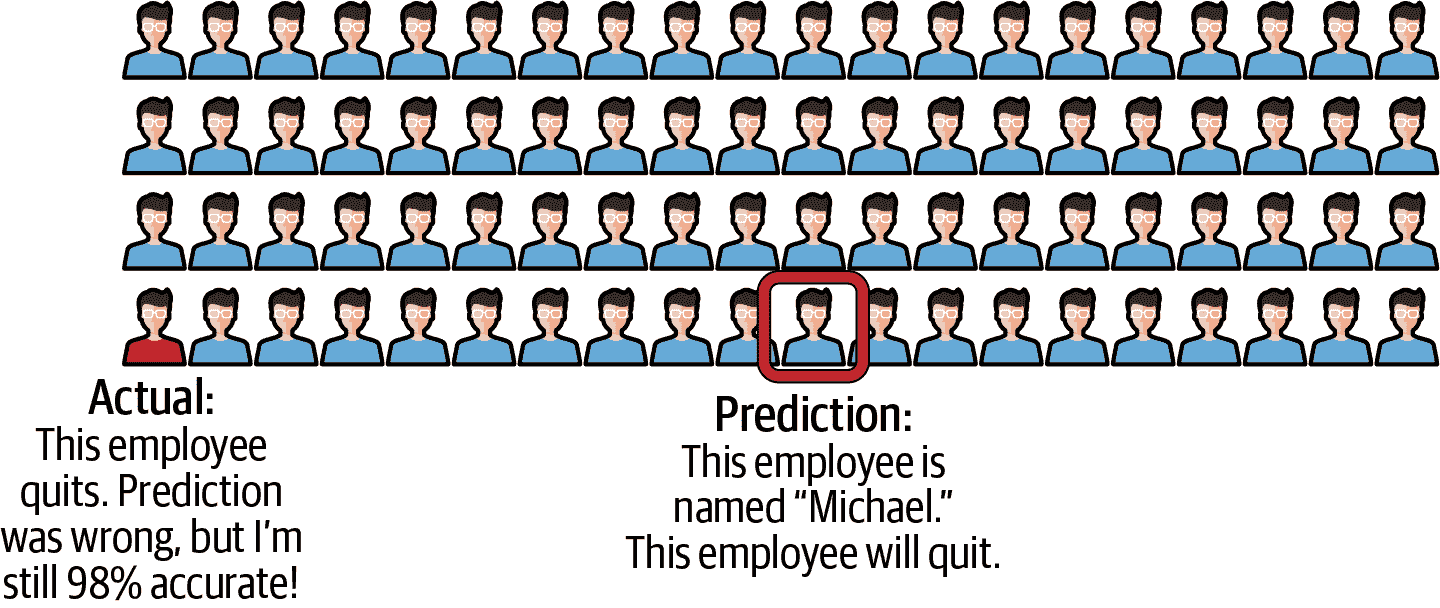 Actual:
This employee
quits. Prediction
was wrong, but I’m
still 98% accurate!
Prediction:
This employee is
named “Michael.”
This employee will quit.